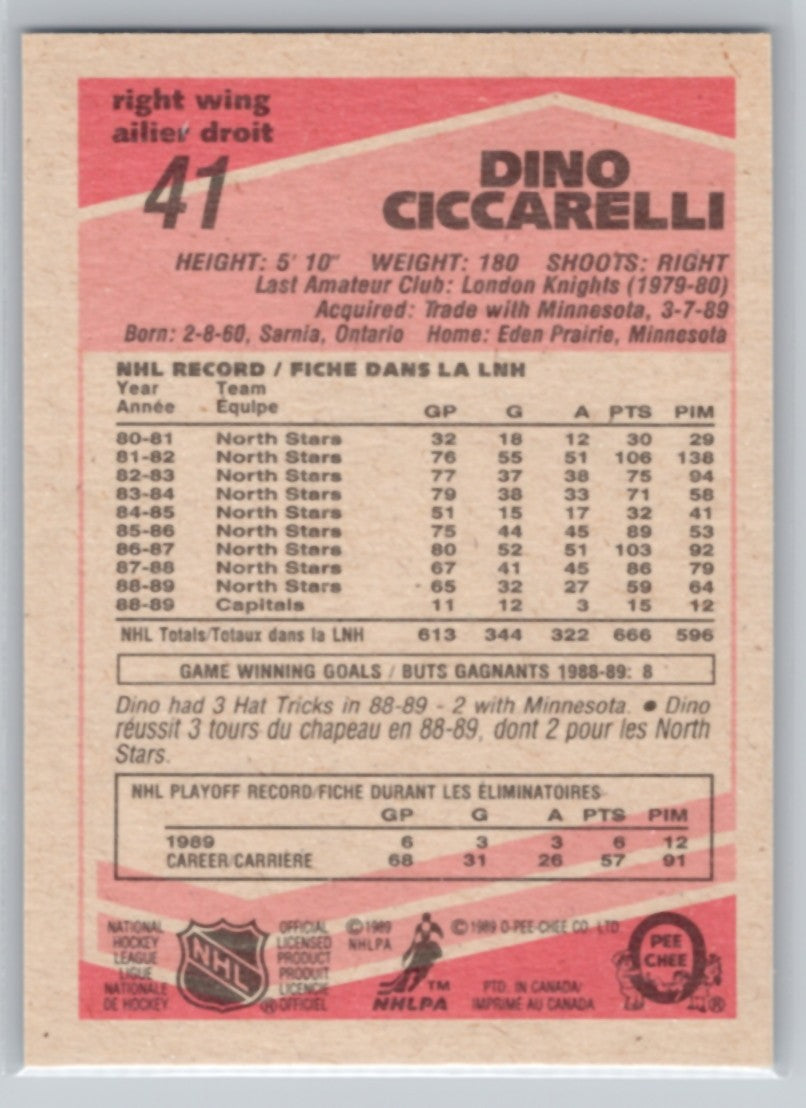 right wing
ailier droit
41
DINO
CICCARELLI
HEIGHT: 5' 10" WEIGHT: 180 SHOOTS: RIGHT
Last Amateur Club: London Knights (1979-80)
Acquired: Trade with Minnesota, 3-7-89
Born: 2-8-60, Sarnia, Ontario Home: Eden Prairie, Minnesota
NHL RECORD / FICHE DANS LA LNH
Year Team
Année Équipe GP G A PTS PIM
80-81 North Stars 32 18 12 30 29
81-82 North Stars 76 55 51 106 138
82-83 North Stars 77 37 38 75 94
83-84 North Stars 79 38 33 71 58
84-85 North Stars 51 15 17 32 41
85-86 North Stars 75 44 45 89 53
86-87 North Stars 80 52 51 103 92
87-88 North Stars 67 41 45 86 79
88-89 North Stars 65 32 27 59 64
88-89 Capitals 11 12 3 15 12
NHL Totals/Totaux dans la LNH 613 344 322 666 596
GAME WINNING GOALS / BUTS GAGNANTS 1988-89: 8
Dino had 3 Hat Tricks in 88-89 - 2 with Minnesota. • Dino
réussit 3 tours du chapeau en 88-89, dont 2 pour les North
Stars.
NHL PLAYOFF RECORD/FICHE DURANT LES ÉLIMINATOIRES
GP G A PTS PIM
1989 6 3 3 6 12
CAREER/CARRIÈRE 68 31 26 57 91
NATIONAL
HOCKEY
LEAGUE
LIGUE
NATIONALE
DE HOCKEY
NHL
®
OFFICIAL
LICENSED
PRODUCT
PRODUIT
LICENCIÉ
OFFICIEL
©1989
NHLPA
TM
NHLPA
©1989 O-PEE-CHEE CO. LTD.
PTD. IN CANADA/
IMPRIMÉ AU CANADA
O
PEE
CHEE
®